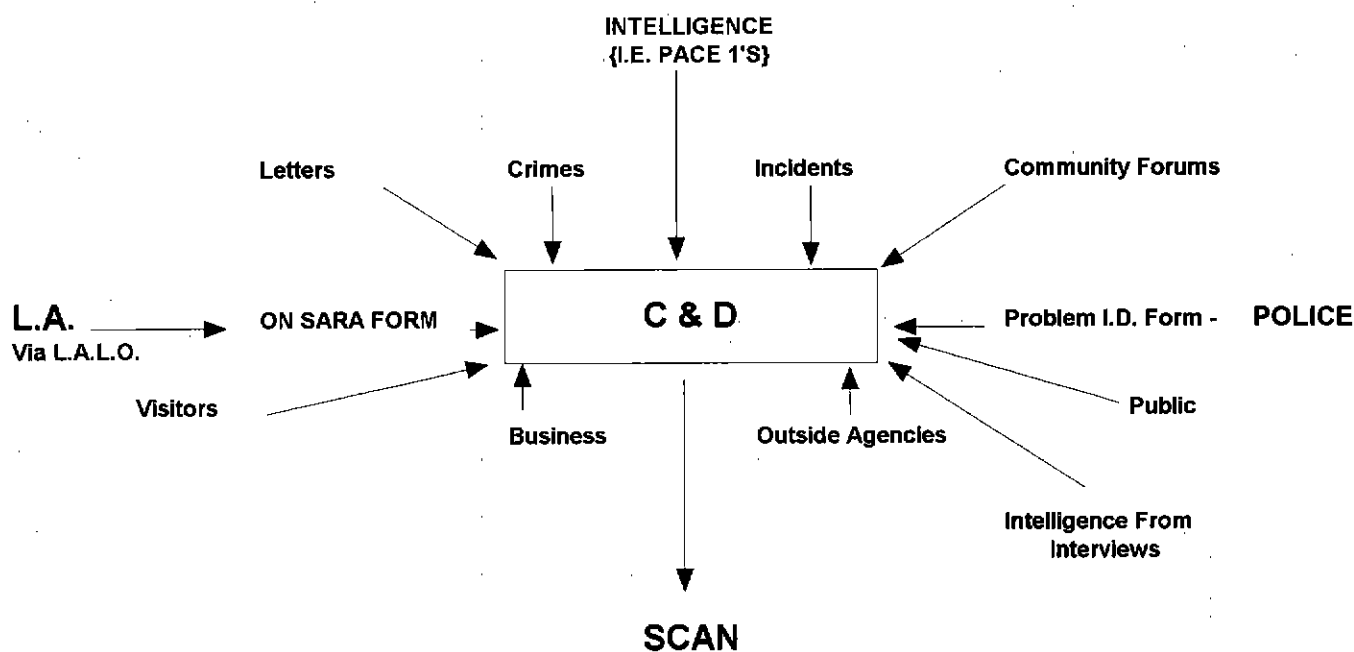 INTELLIGENCE
{I.E. PACE 1'S}
Letters
Crimes
Incidents
Community Forums
L.A.
Via L.A.L.O.
ON SARA FORM
C & D
Problem I.D. Form -
POLICE
Visitors
Business
Outside Agencies
Public
Intelligence From
Interviews
SCAN